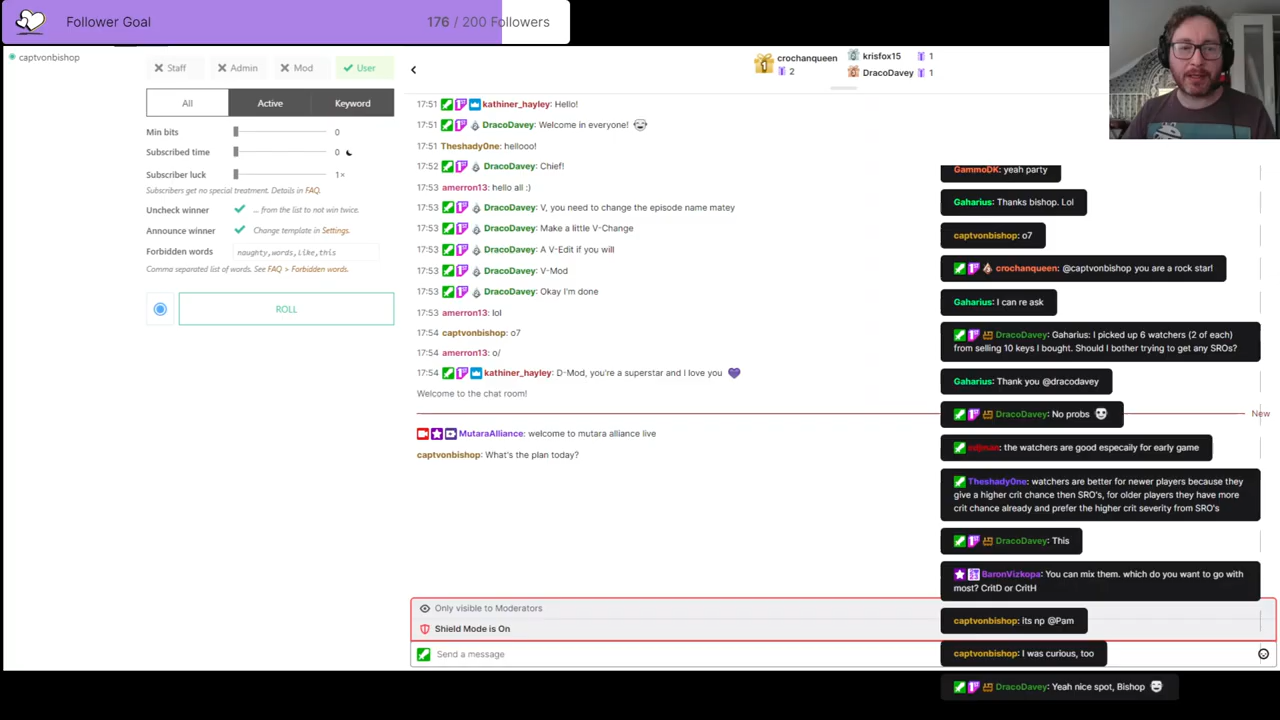 Follower Goal
176 / 200 Followers
captvonbishop
Staff
Admin
Mod
User
All
Active
Keyword
Min bits
0
Subscribed time
0
Subscriber luck
1×
Subscribers get no special treatment. Details in FAQ.
Uncheck winner
... from the list to not win twice.
Announce winner
Change template in Settings.
Forbidden words
naughty,words,like,this
Comma separated list of words. See FAQ > Forbidden words.
ROLL
1
crochanqueen
2
krisfox15
1
DracoDavey
1
17:51 kathiner_hayley: Hello!
17:51 DracoDavey: Welcome in everyone!
17:51 Theshady0ne: hellooo!
17:52 DracoDavey: Chief!
17:53 amerron13: hello all :)
17:53 DracoDavey: V, you need to change the episode name matey
17:53 DracoDavey: Make a little V-Change
17:53 DracoDavey: A V-Edit if you will
17:53 DracoDavey: V-Mod
17:53 DracoDavey: Okay I'm done
17:53 amerron13: lol
17:54 captvonbishop: o7
17:54 amerron13: o/
17:54 kathiner_hayley: D-Mod, you're a superstar and I love you
Welcome to the chat room!
New
MutaraAlliance: welcome to mutara alliance live
captvonbishop: What's the plan today?
Only visible to Moderators
Shield Mode is On
Send a message
GammoDK: yeah party
Gaharius: Thanks bishop. Lol
captvonbishop: o7
crochanqueen: @captvonbishop you are a rock star!
Gaharius: I can re ask
DracoDavey: Gaharius: I picked up 6 watchers (2 of each)
from selling 10 keys I bought. Should I bother trying to get any SROs?
Gaharius: Thank you @dracodavey
DracoDavey: No probs
the watchers are good especaily for early game
Theshady0ne: watchers are better for newer players because they
give a higher crit chance then SRO's, for older players they have more
crit chance already and prefer the higher crit severity from SRO's
DracoDavey: This
BaronVizkopa: You can mix them. which do you want to go with
most? CritD or CritH
captvonbishop: its np @Pam
captvonbishop: I was curious, too
DracoDavey: Yeah nice spot, Bishop